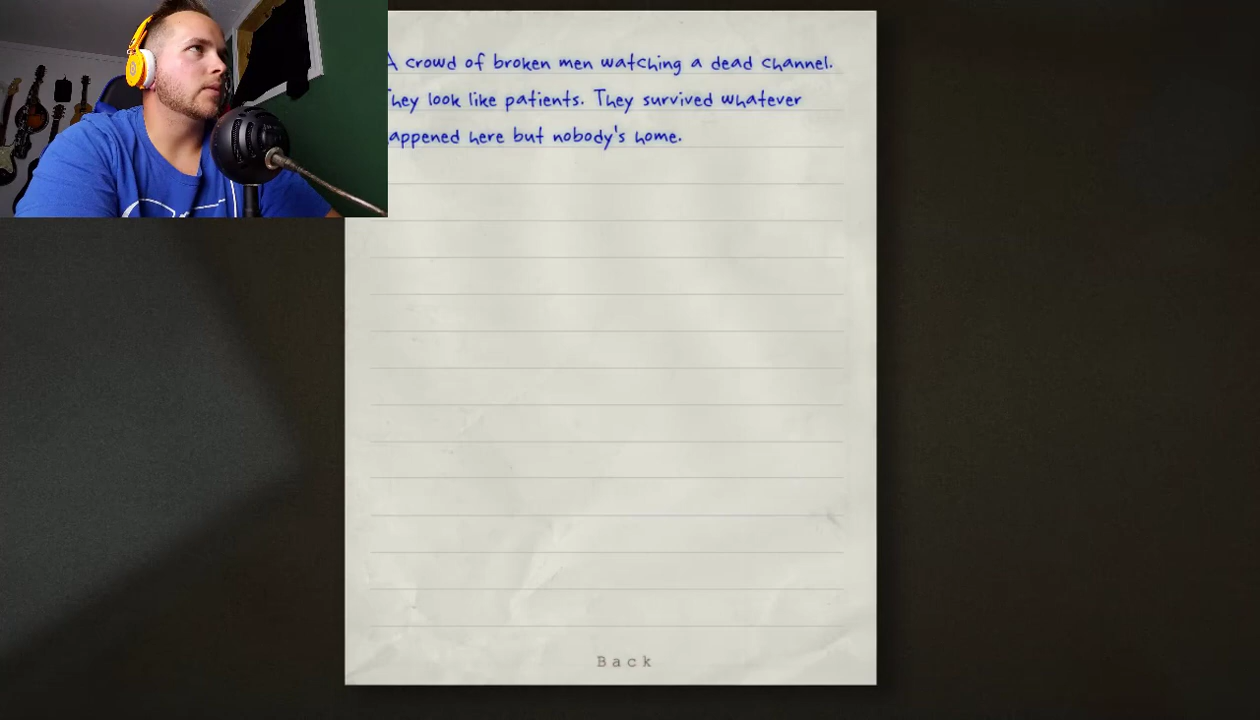 A crowd of broken men watching a dead channel.
They look like patients. They survived whatever
appened here but nobody's home.
Back